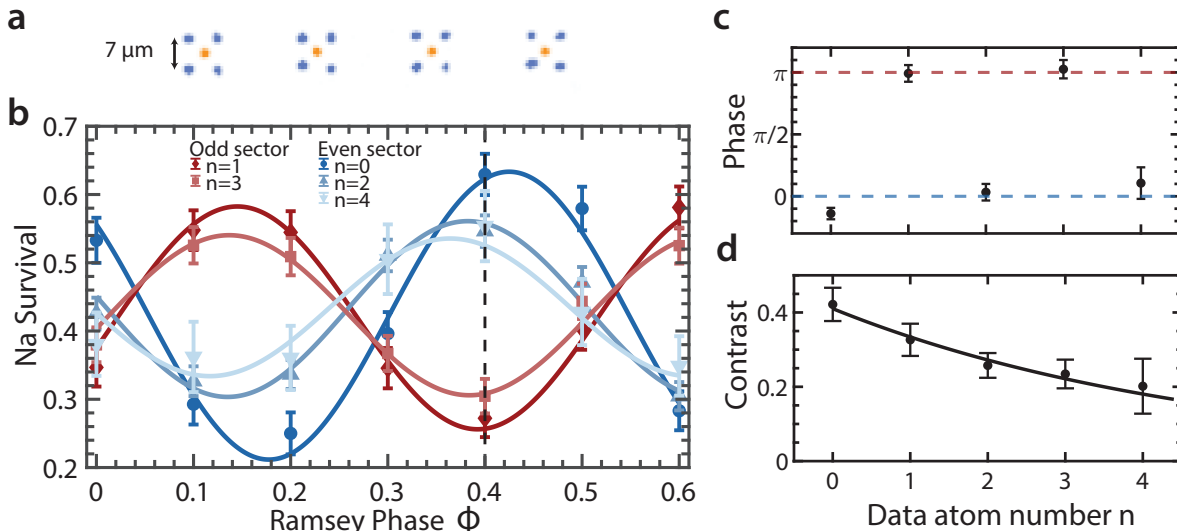 a
7 μm
b
Na Survival
0.7
0.6
0.5
0.4
0.3
0.2
Odd sector
n=1
n=3
Even sector
n=0
n=2
n=4
0 0.1 0.2 0.3 0.4 0.5 0.6
Ramsey Phase Φ
c
Phase
π
π/2
0
d
Contrast
0.4
0.2
0
0 1 2 3 4
Data atom number n